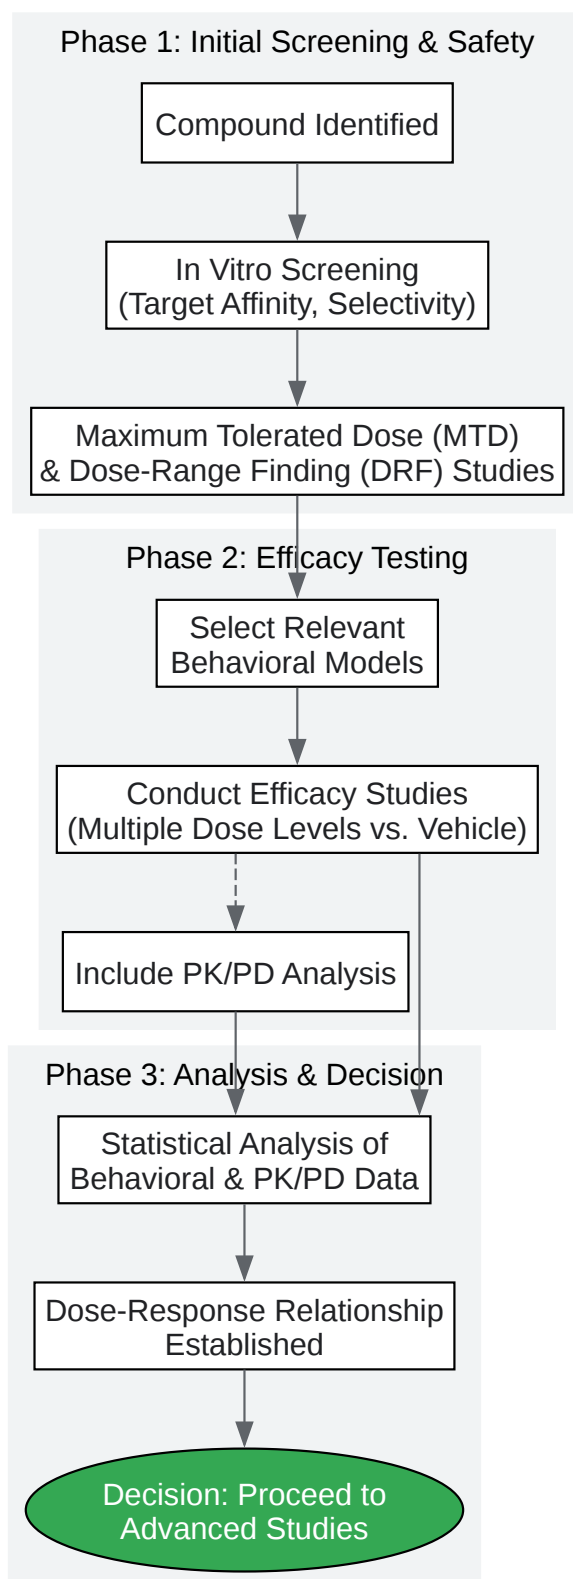 Phase 1: Initial Screening & Safety
Compound Identified
In Vitro Screening
(Target Affinity, Selectivity)
Maximum Tolerated Dose (MTD)
& Dose-Range Finding (DRF) Studies
Phase 2: Efficacy Testing
Select Relevant
Behavioral Models
Conduct Efficacy Studies
(Multiple Dose Levels vs. Vehicle)
Include PK/PD Analysis
Phase 3: Analysis & Decision
Statistical Analysis of
Behavioral & PK/PD Data
Dose-Response Relationship
Established
Decision: Proceed to
Advanced Studies